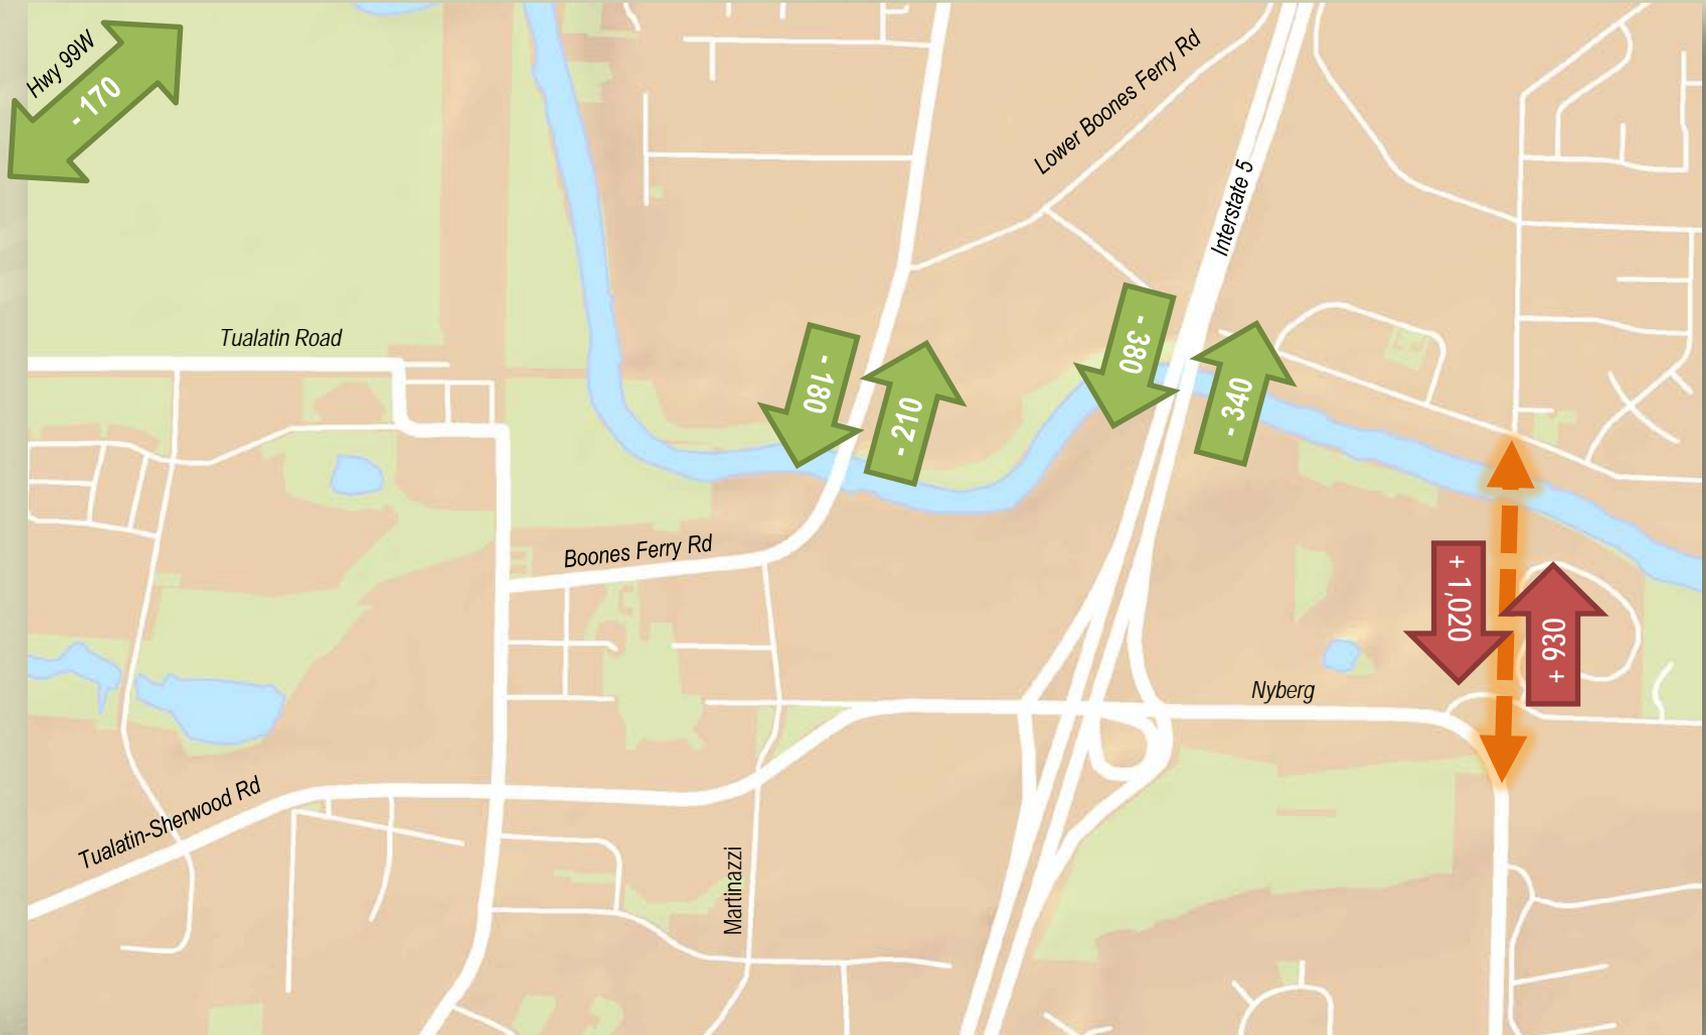 Hwy 99W
- 170
Lower Boones Ferry Rd
Interstate 5
Tualatin Road
- 180
- 210
- 380
- 340
Boones Ferry Rd
+ 1,020
+ 930
Nyberg
Tualatin-Sherwood Rd
Martinazzi